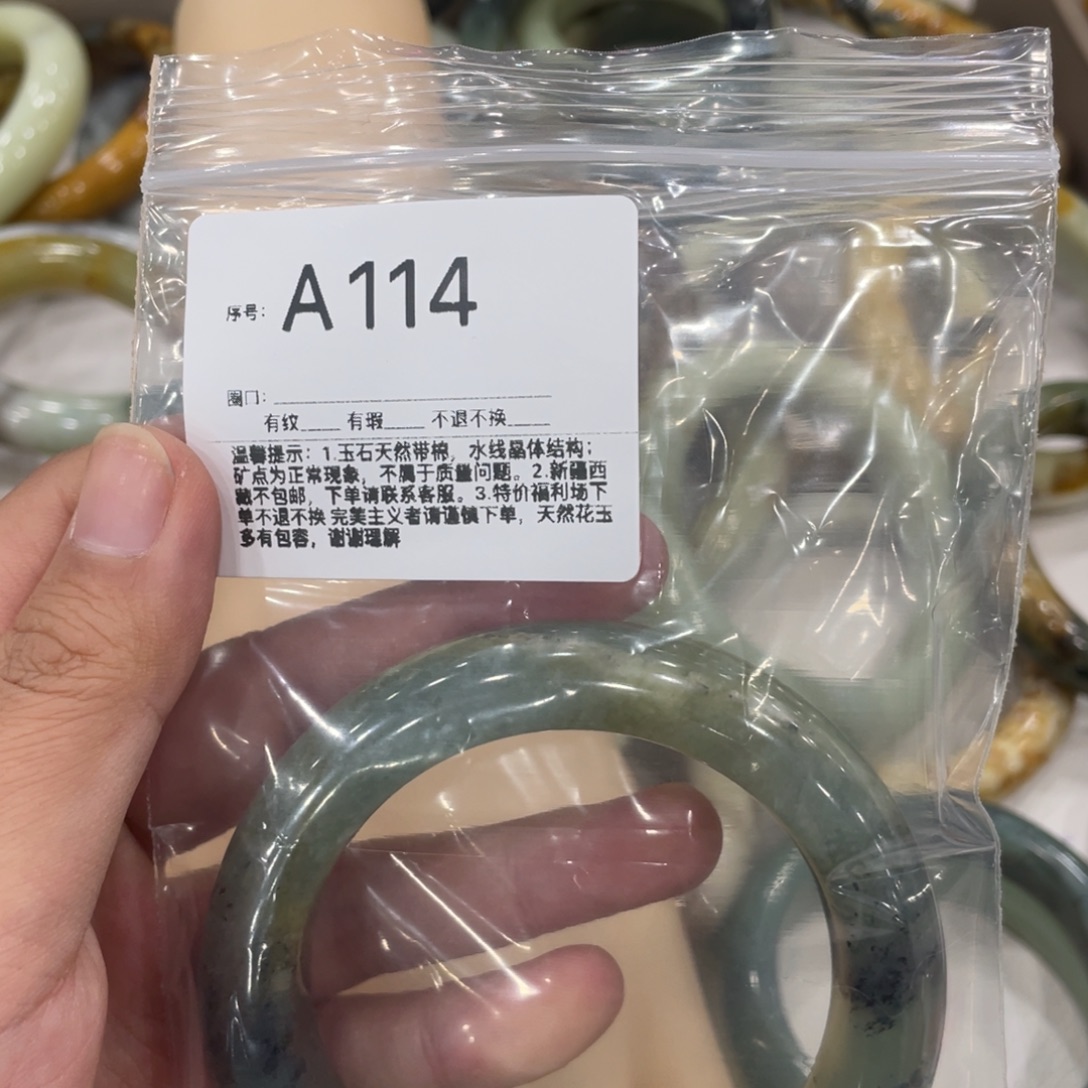 序号: A114
圈口: ____
有纹____ 有瑕____ 不退不换____
温馨提示：1.玉石天然带棉，水线晶体结构；
矿点为正常现象，不属于质量问题。2.新疆西
藏不包邮，下单请联系客服。3.特价福利场下
单不退不换 完美主义者请谨慎下单，天然花玉
多有包容，谢谢理解